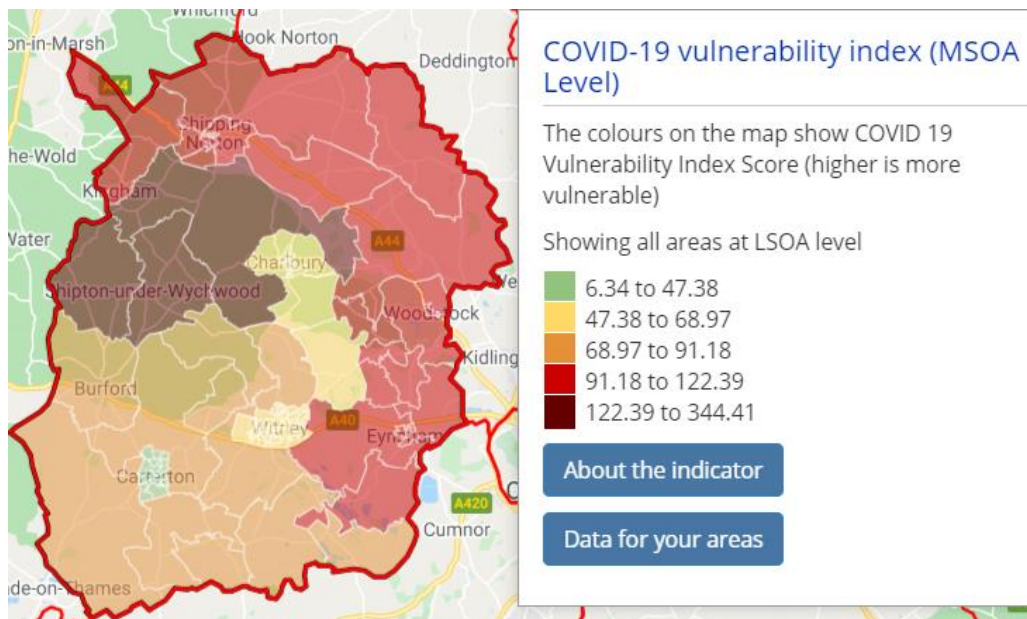 Whichford
on-in-Marsh
Hook Norton
Deddington
A44
Chipping
Norton
he-Wold
Kingham
Water
A44
Charlbury
Shipton-under-Wychwood
Woodstock
We
Kidling
Burford
Witney
A40
Eynsham
Carterton
A420
Cumnor
ade-on-Thames
COVID-19 vulnerability index (MSOA
Level)
The colours on the map show COVID 19
Vulnerability Index Score (higher is more
vulnerable)
Showing all areas at LSOA level
6.34 to 47.38
47.38 to 68.97
68.97 to 91.18
91.18 to 122.39
122.39 to 344.41
About the indicator
Data for your areas